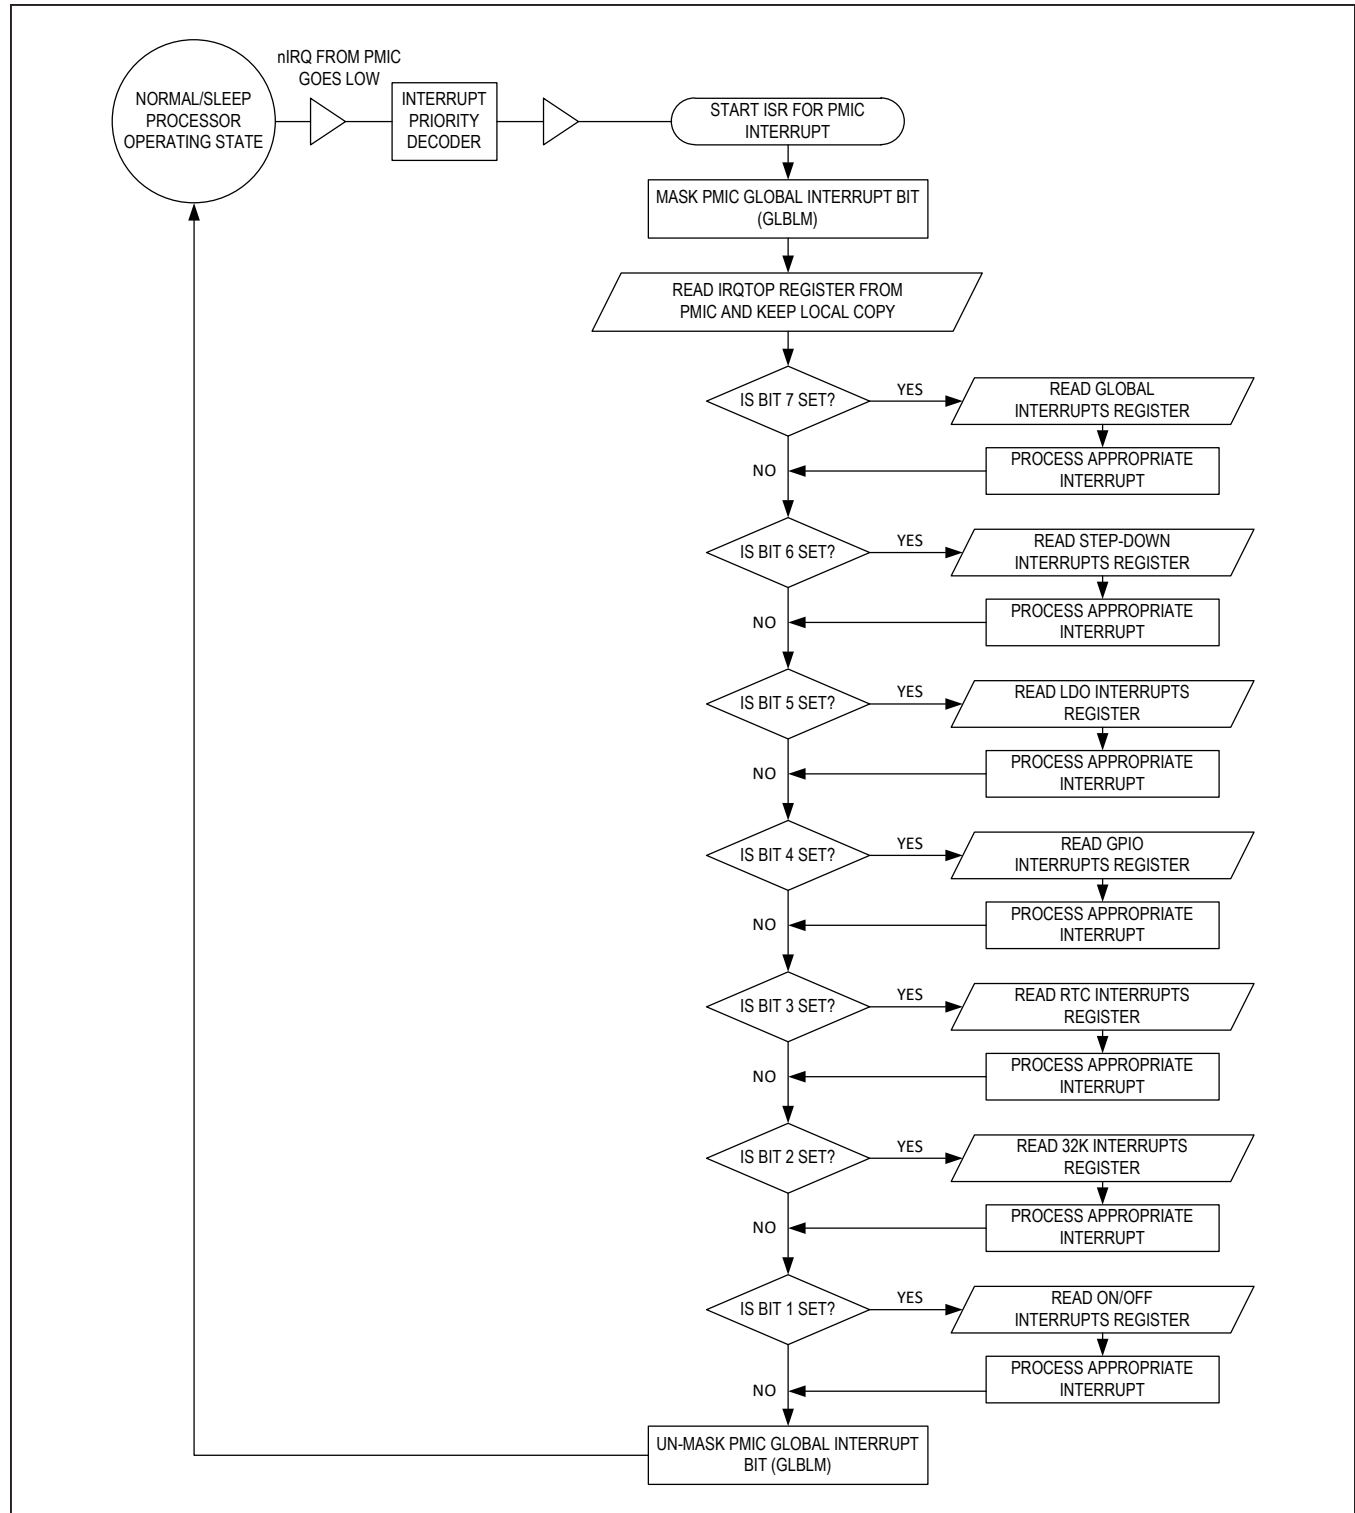 nIRQ FROM PMIC
GOES LOW
NORMAL/SLEEP
PROCESSOR
OPERATING STATE
INTERRUPT
PRIORITY
DECODER
START ISR FOR PMIC
INTERRUPT
MASK PMIC GLOBAL INTERRUPT BIT
(GLBLM)
READ IRQTOP REGISTER FROM
PMIC AND KEEP LOCAL COPY
IS BIT 7 SET?
YES
READ GLOBAL
INTERRUPTS REGISTER
PROCESS APPROPRIATE
INTERRUPT
NO
IS BIT 6 SET?
YES
READ STEP-DOWN
INTERRUPTS REGISTER
PROCESS APPROPRIATE
INTERRUPT
NO
IS BIT 5 SET?
YES
READ LDO INTERRUPTS
REGISTER
PROCESS APPROPRIATE
INTERRUPT
NO
IS BIT 4 SET?
YES
READ GPIO
INTERRUPTS REGISTER
PROCESS APPROPRIATE
INTERRUPT
NO
IS BIT 3 SET?
YES
READ RTC INTERRUPTS
REGISTER
PROCESS APPROPRIATE
INTERRUPT
NO
IS BIT 2 SET?
YES
READ 32K INTERRUPTS
REGISTER
PROCESS APPROPRIATE
INTERRUPT
NO
IS BIT 1 SET?
YES
READ ON/OFF
INTERRUPTS REGISTER
PROCESS APPROPRIATE
INTERRUPT
NO
UN-MASK PMIC GLOBAL INTERRUPT
BIT (GLBLM)